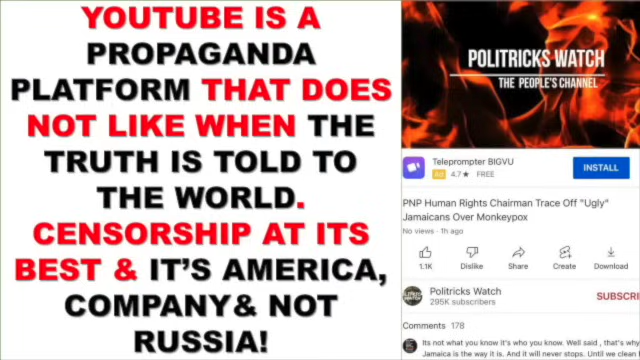 YOUTUBE IS A
PROPAGANDA
PLATFORM THAT DOES
NOT LIKE WHEN THE
TRUTH IS TOLD TO
THE WORLD.
CENSORSHIP AT ITS
BEST & IT’S AMERICA,
COMPANY& NOT
RUSSIA!
POLITRICKS WATCH
THE PEOPLE'S CHANNEL
Teleprompter BIGVU
Ad 4.7★ FREE
INSTALL
PNP Human Rights Chairman Trace Off "Ugly"
Jamaicans Over Monkeypox
No views · 1h ago
1.1K Dislike Share Create Download
Politricks Watch
295K subscribers
SUBSCRI
Comments 178
Its not what you know it's who you know. Well said , that's why
Jamaica is the way it is. And it will never stops. Until we clean